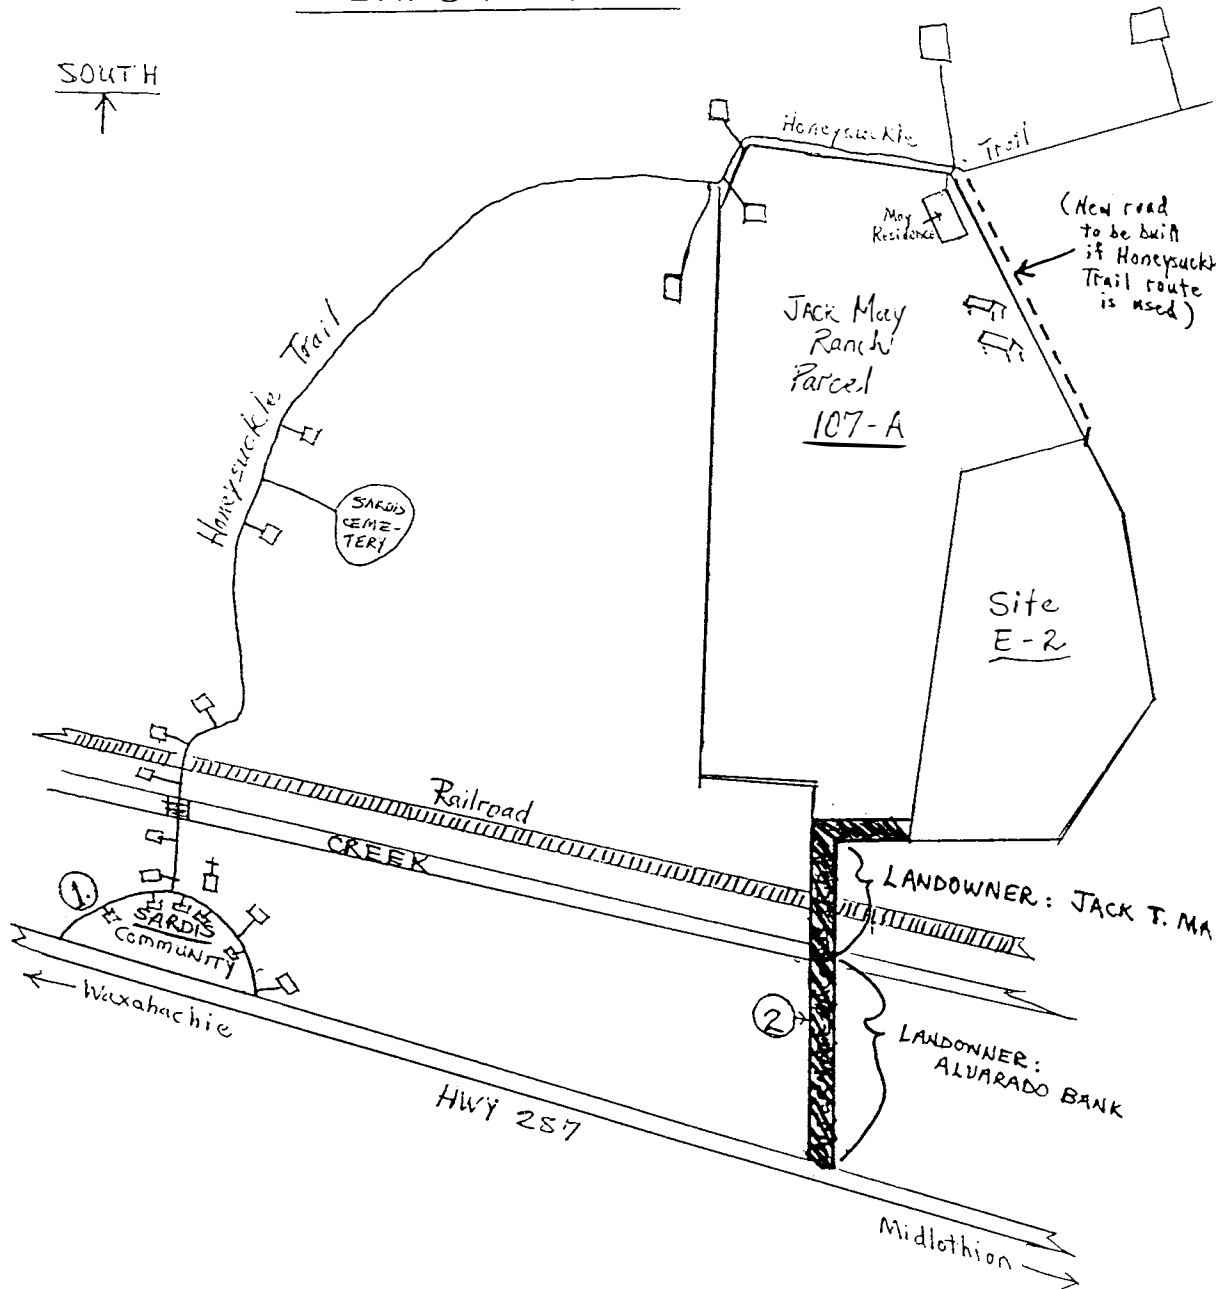 SOUTH
Honeysuckle Trail
May
Residence
(New road
to be built
if Honeysuckl
Trail route
is used)
JACK May
Ranch
Parcel
107-A
Honeysuckle Trail
SARDIS
CEME-
TERY
Site
E-2
Railroad
CREEK
1.
SARDIS
COMMUNITY
LANDOWNER: JACK T. MA
2
LANDOWNER:
ALVARADO BANK
Waxahachie
HWY 287
Midlothian